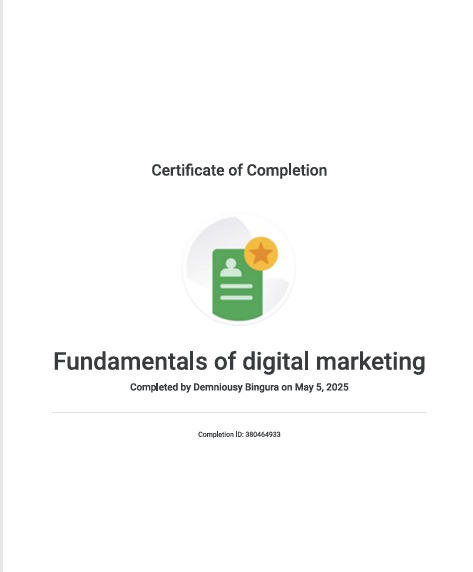 Certificate of Completion
Fundamentals of digital marketing
Completed by Demniousy Bingura on May 5, 2025
Completion ID: 380464933